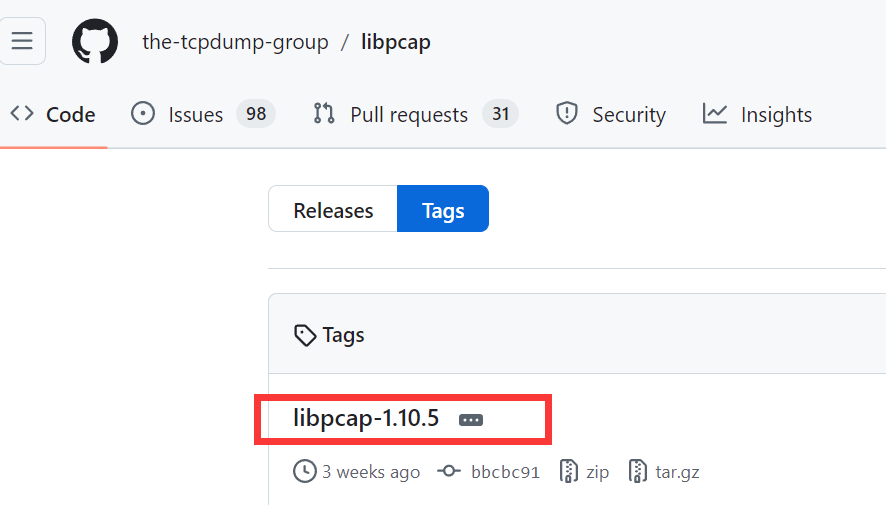 the-tcpdump-group / libpcap
Code Issues 98 Pull requests 31 Security Insights
Releases Tags
Tags
libpcap-1.10.5
3 weeks ago bbcbc91 zip tar.gz